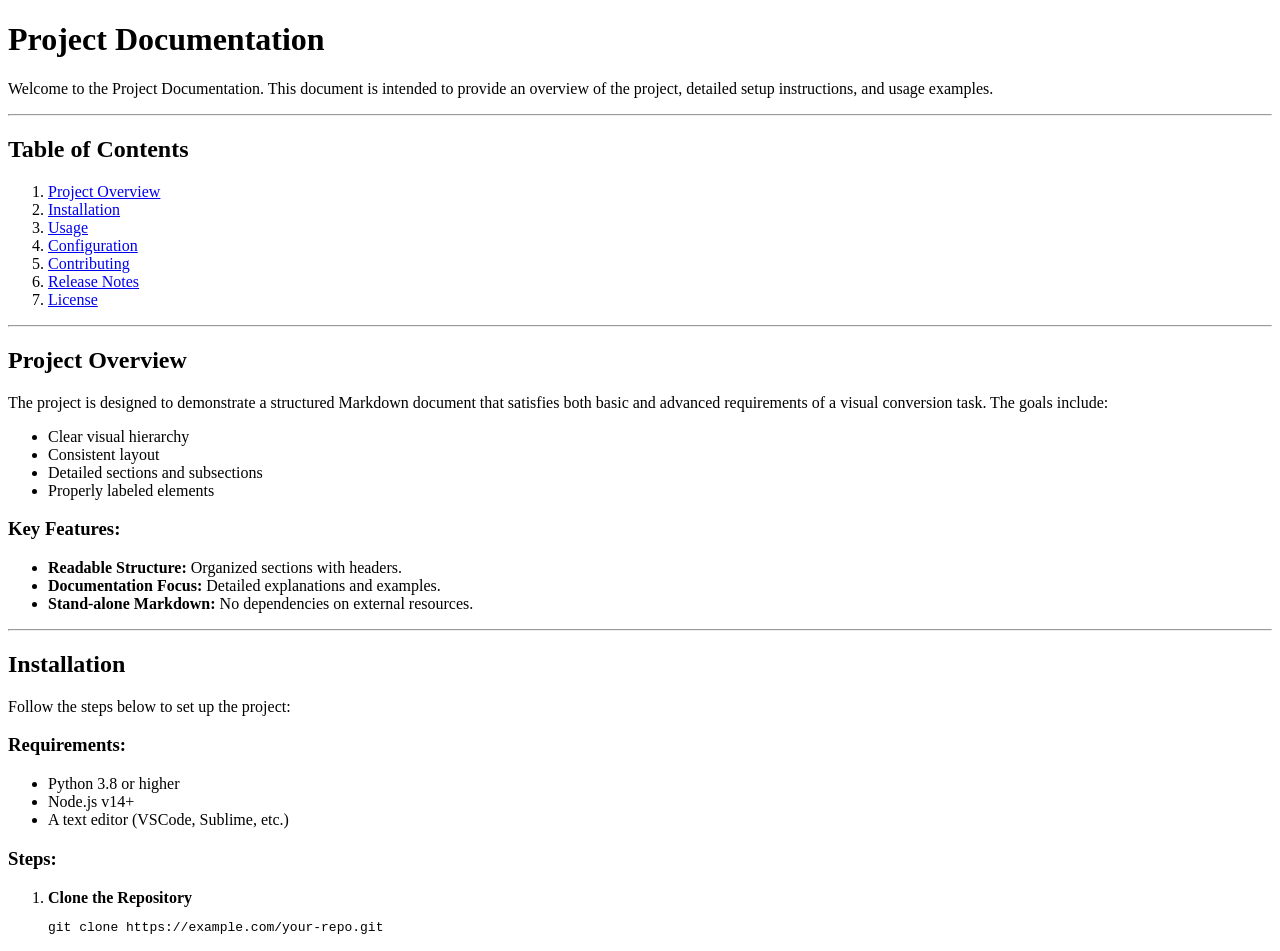 Project Documentation
Welcome to the Project Documentation. This document is intended to provide an overview of the project, detailed setup instructions, and usage examples.
Table of Contents
1. Project Overview
2. Installation
3. Usage
4. Configuration
5. Contributing
6. Release Notes
7. License
Project Overview
The project is designed to demonstrate a structured Markdown document that satisfies both basic and advanced requirements of a visual conversion task. The goals include:
• Clear visual hierarchy
• Consistent layout
• Detailed sections and subsections
• Properly labeled elements
Key Features:
• Readable Structure: Organized sections with headers.
• Documentation Focus: Detailed explanations and examples.
• Stand-alone Markdown: No dependencies on external resources.
Installation
Follow the steps below to set up the project:
Requirements:
• Python 3.8 or higher
• Node.js v14+
• A text editor (VSCode, Sublime, etc.)
Steps:
1. Clone the Repository
git clone https://example.com/your-repo.git